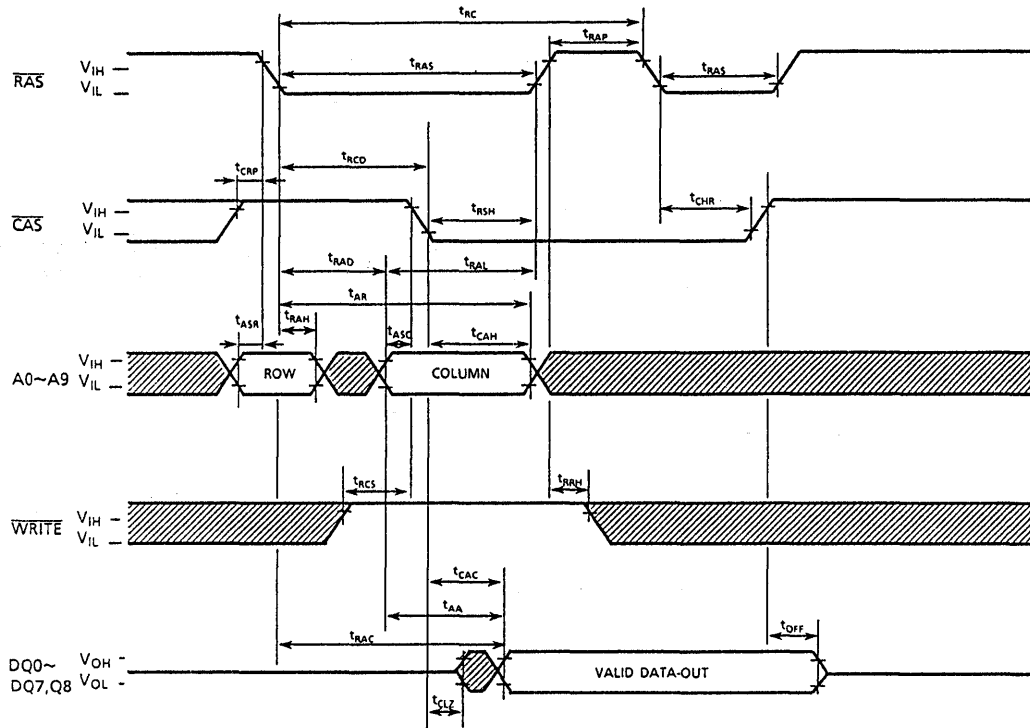 tRC
tRAP
tRAS
tRAS
RAS
VIH
VIL
tRCD
tCRP
CAS
VIH
VIL
tRSH
tCHR
tRAD
tRAL
tAR
tASR
tRAH
tASC
tCAH
A0~A9
VIH
VIL
ROW
COLUMN
tRCS
tRRH
WRITE
VIH
VIL
tCAC
tAA
tRAC
tOFF
DQ0~
DQ7,Q8
VOH
VOL
VALID DATA-OUT
tCLZ